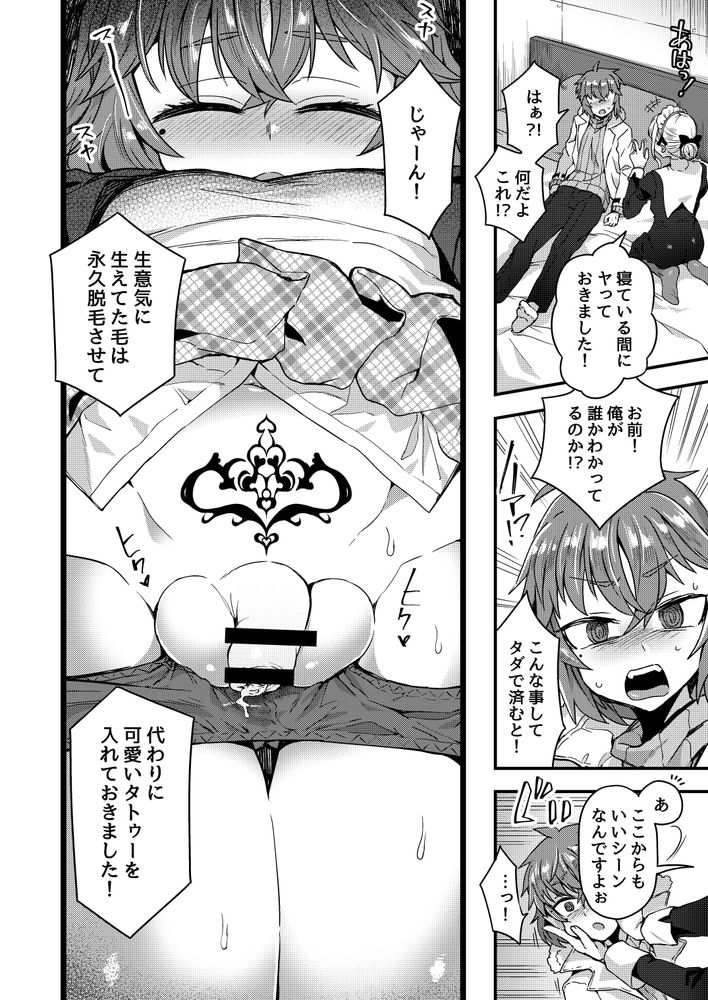 あはっ!
はぁ?!
何だよ
これ!?
寝ている間に
ヤって
おきました!
お前!
俺が
誰かわかって
るのか!?
!?
こんな事して
タダで済むと!
あ
ここからも
いいシーン
なんですよぉ
…っ!
スヤ
スヤ
じゃーん!
生意気に
生えてた毛は
永久脱毛させて
ヒク♡
ヒク♡
代わりに
可愛いタトゥーを
入れておきました!